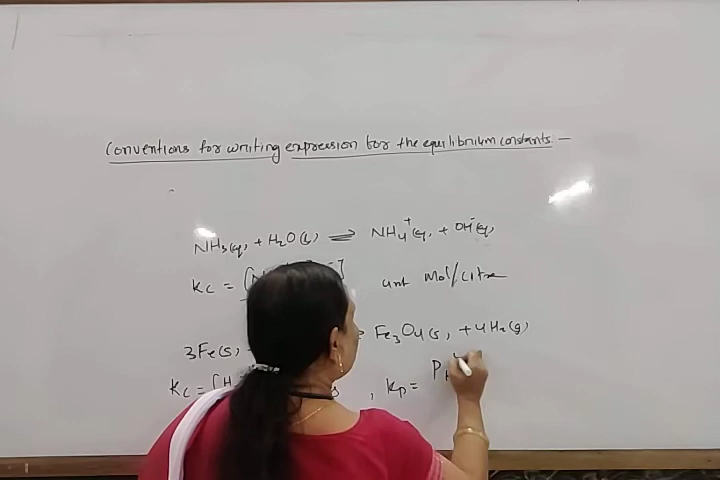 Conventions for writing expression for the equilibrium constants -
NH3(aq) + H2O(l) ⇌ NH4+(aq) + OH-(aq)
Kc = [N ] unit Mol/litre
3Fe(s) Fe3O4(s) + 4H2(g)
Kc = [H , Kp = P